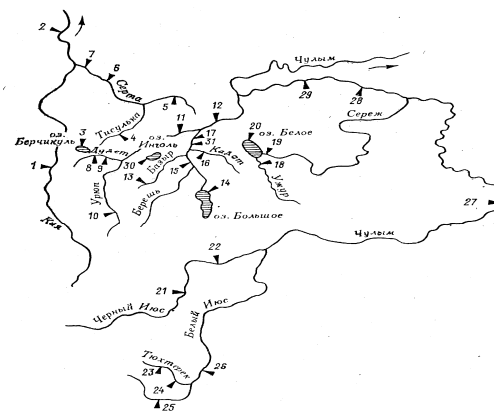 2
7
6
Серта
Чулым
5
12
29
28
Сереж
оз.
Берчикуль
3
Тисулька
4
оз.
Инголь
11
17
31
20
оз. Белое
19
18
Дудет
8
9
30
Базыр
13
16
Кадат
15
14
Ужур
1
Урюп
10
Берешь
оз. Большое
27
Кия
22
Чулым
21
Черный Июс
Белый Июс
Тюхтерек
23
24
26
25